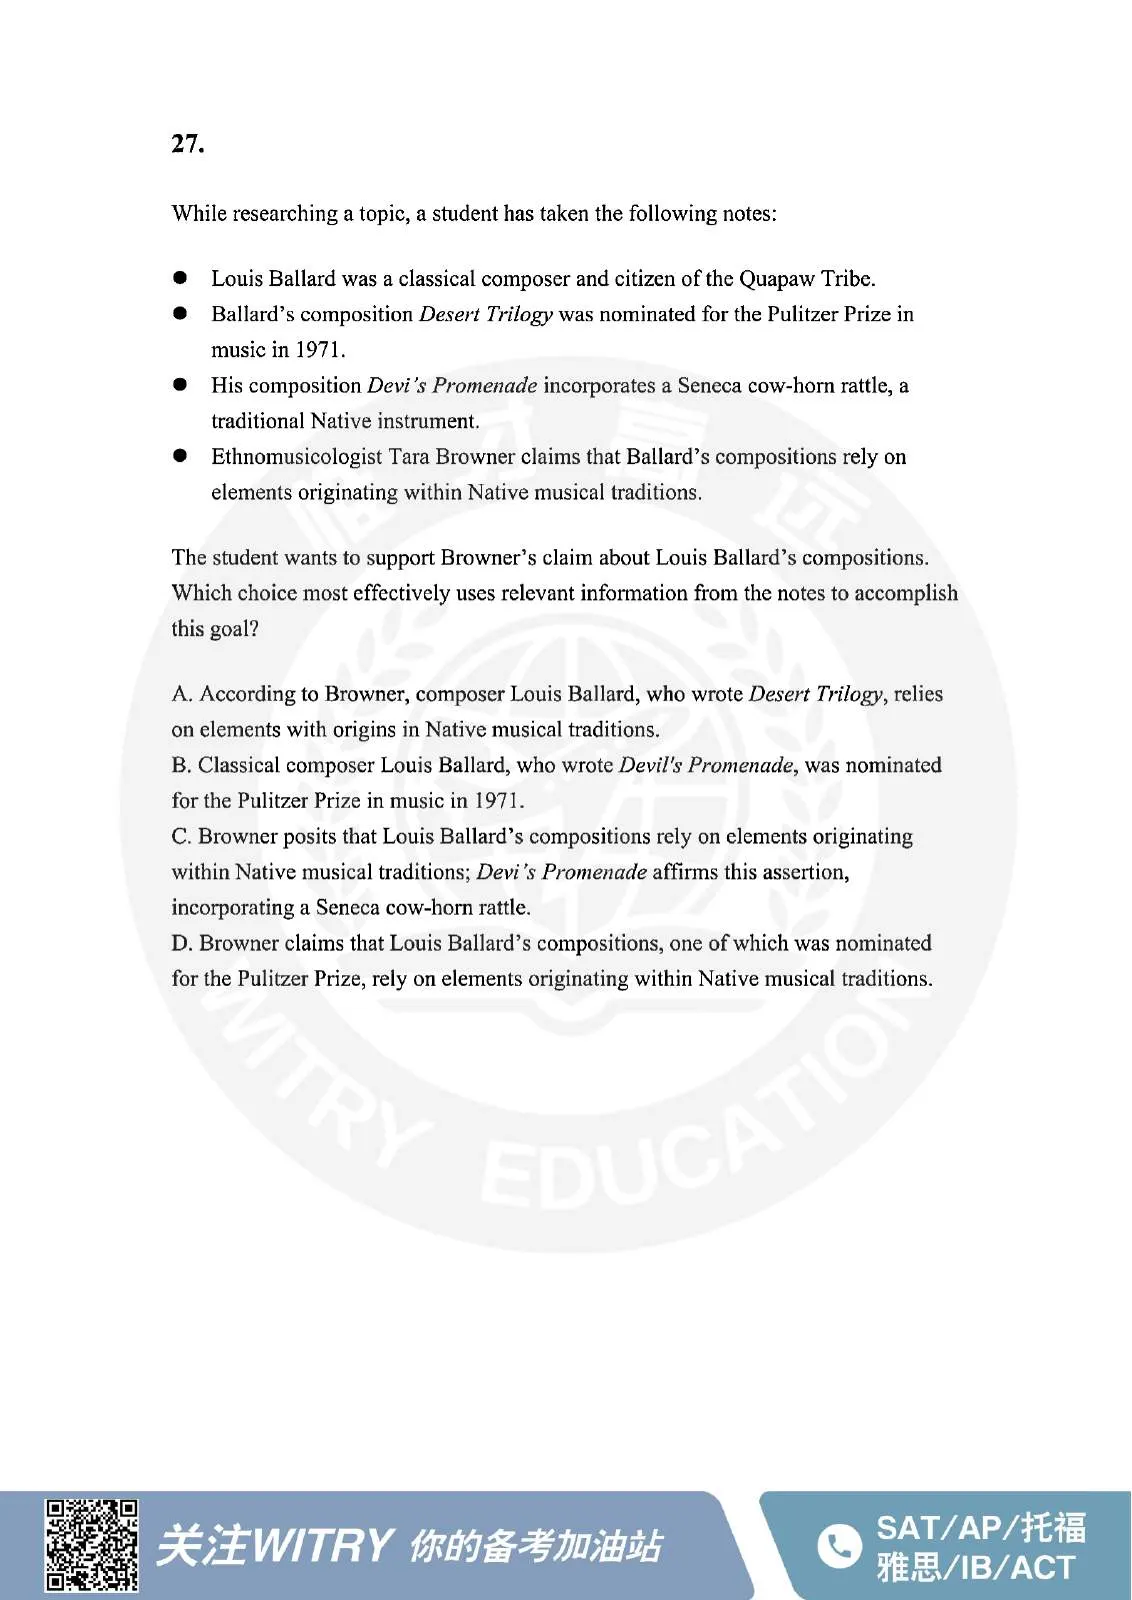 27.
While researching a topic, a student has taken the following notes:
● Louis Ballard was a classical composer and citizen of the Quapaw Tribe.
● Ballard’s composition Desert Trilogy was nominated for the Pulitzer Prize in
music in 1971.
● His composition Devi’s Promenade incorporates a Seneca cow-horn rattle, a
traditional Native instrument.
● Ethnomusicologist Tara Browner claims that Ballard’s compositions rely on
elements originating within Native musical traditions.
The student wants to support Browner’s claim about Louis Ballard’s compositions.
Which choice most effectively uses relevant information from the notes to accomplish
this goal?
A. According to Browner, composer Louis Ballard, who wrote Desert Trilogy, relies
on elements with origins in Native musical traditions.
B. Classical composer Louis Ballard, who wrote Devil's Promenade, was nominated
for the Pulitzer Prize in music in 1971.
C. Browner posits that Louis Ballard’s compositions rely on elements originating
within Native musical traditions; Devi’s Promenade affirms this assertion,
incorporating a Seneca cow-horn rattle.
D. Browner claims that Louis Ballard’s compositions, one of which was nominated
for the Pulitzer Prize, rely on elements originating within Native musical traditions.
WITRY EDUCATION
关注WITRY 你的备考加油站
SAT/AP/托福
雅思/IB/ACT